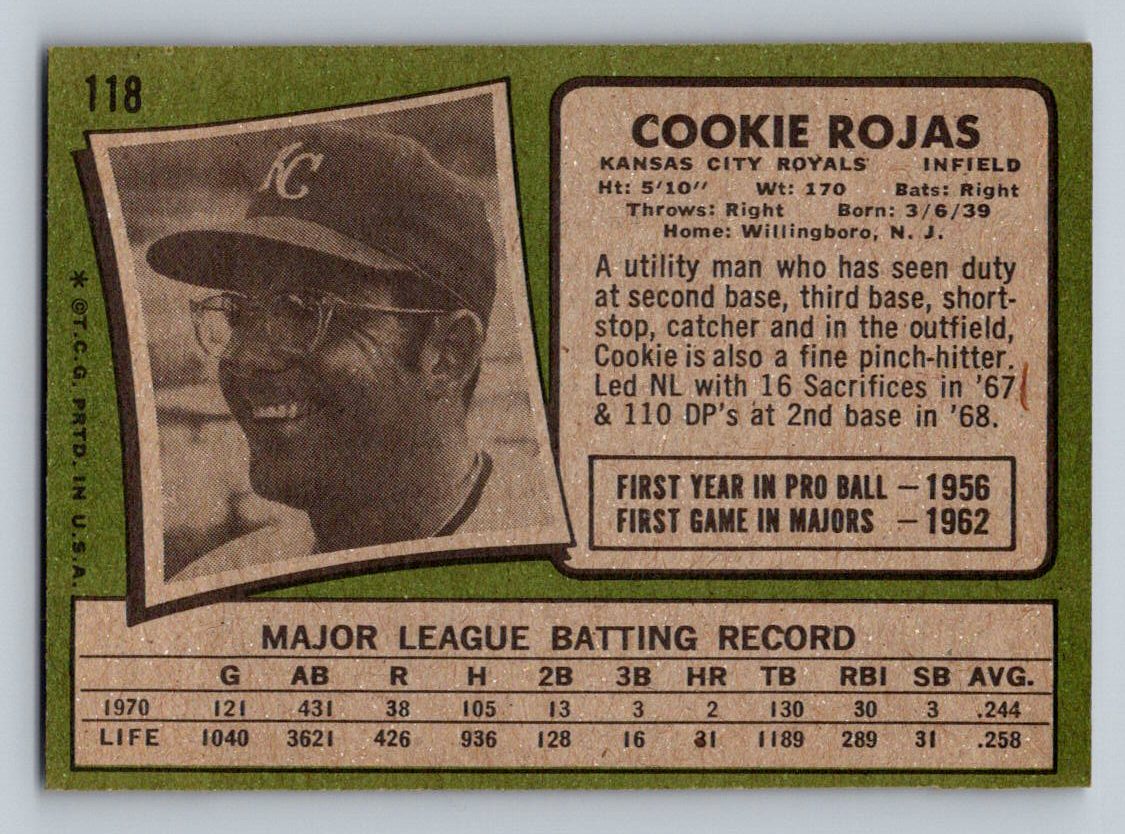 118
KC
COOKIE ROJAS
KANSAS CITY ROYALS INFIELD
Ht: 5'10" Wt: 170 Bats: Right
Throws: Right Born: 3/6/39
Home: Willingboro, N. J.
A utility man who has seen duty
at second base, third base, short-
stop, catcher and in the outfield,
Cookie is also a fine pinch-hitter.
Led NL with 16 Sacrifices in '67
& 110 DP's at 2nd base in '68.
FIRST YEAR IN PRO BALL – 1956
FIRST GAME IN MAJORS – 1962
* ©T.C.G. PRTD. IN U.S.A.
MAJOR LEAGUE BATTING RECORD
G AB R H 2B 3B HR TB RBI SB AVG.
1970 121 431 38 105 13 3 2 130 30 3 .244
LIFE 1040 3621 426 936 128 16 31 1189 289 31 .258